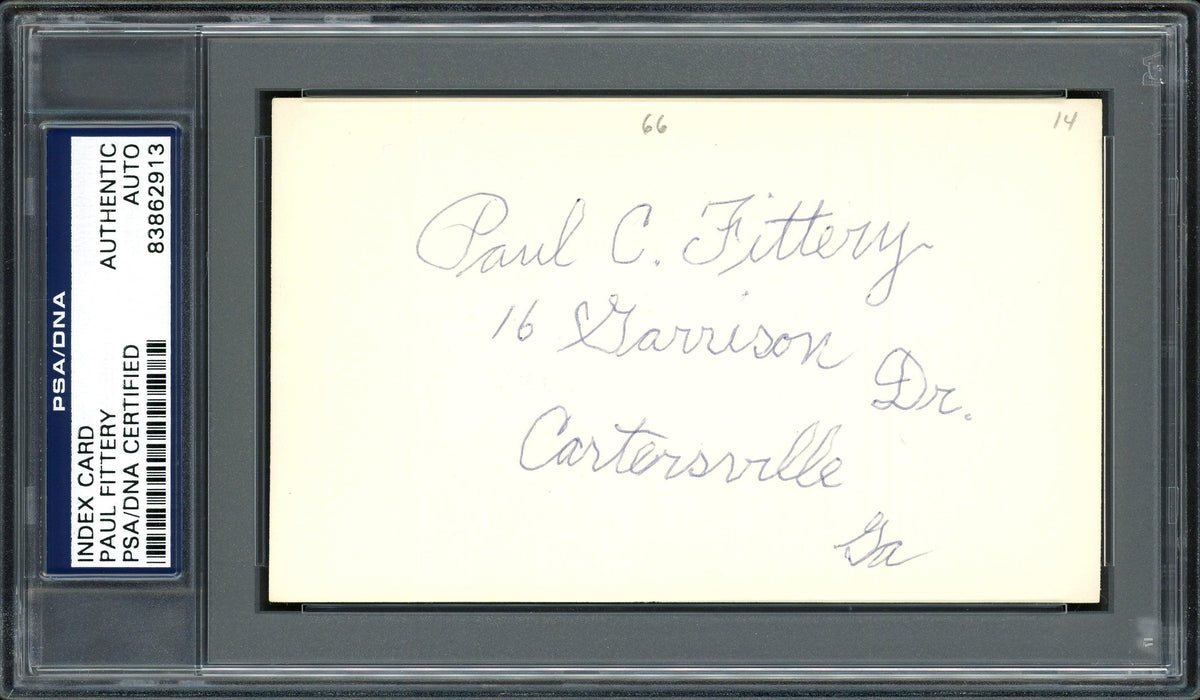 PSA/DNA
INDEX CARD
PAUL FITTERY
PSA/DNA CERTIFIED
AUTHENTIC
AUTO
83862913
66
14
Paul C. Fittery
16 Garrison Dr.
Cartersville
Ga